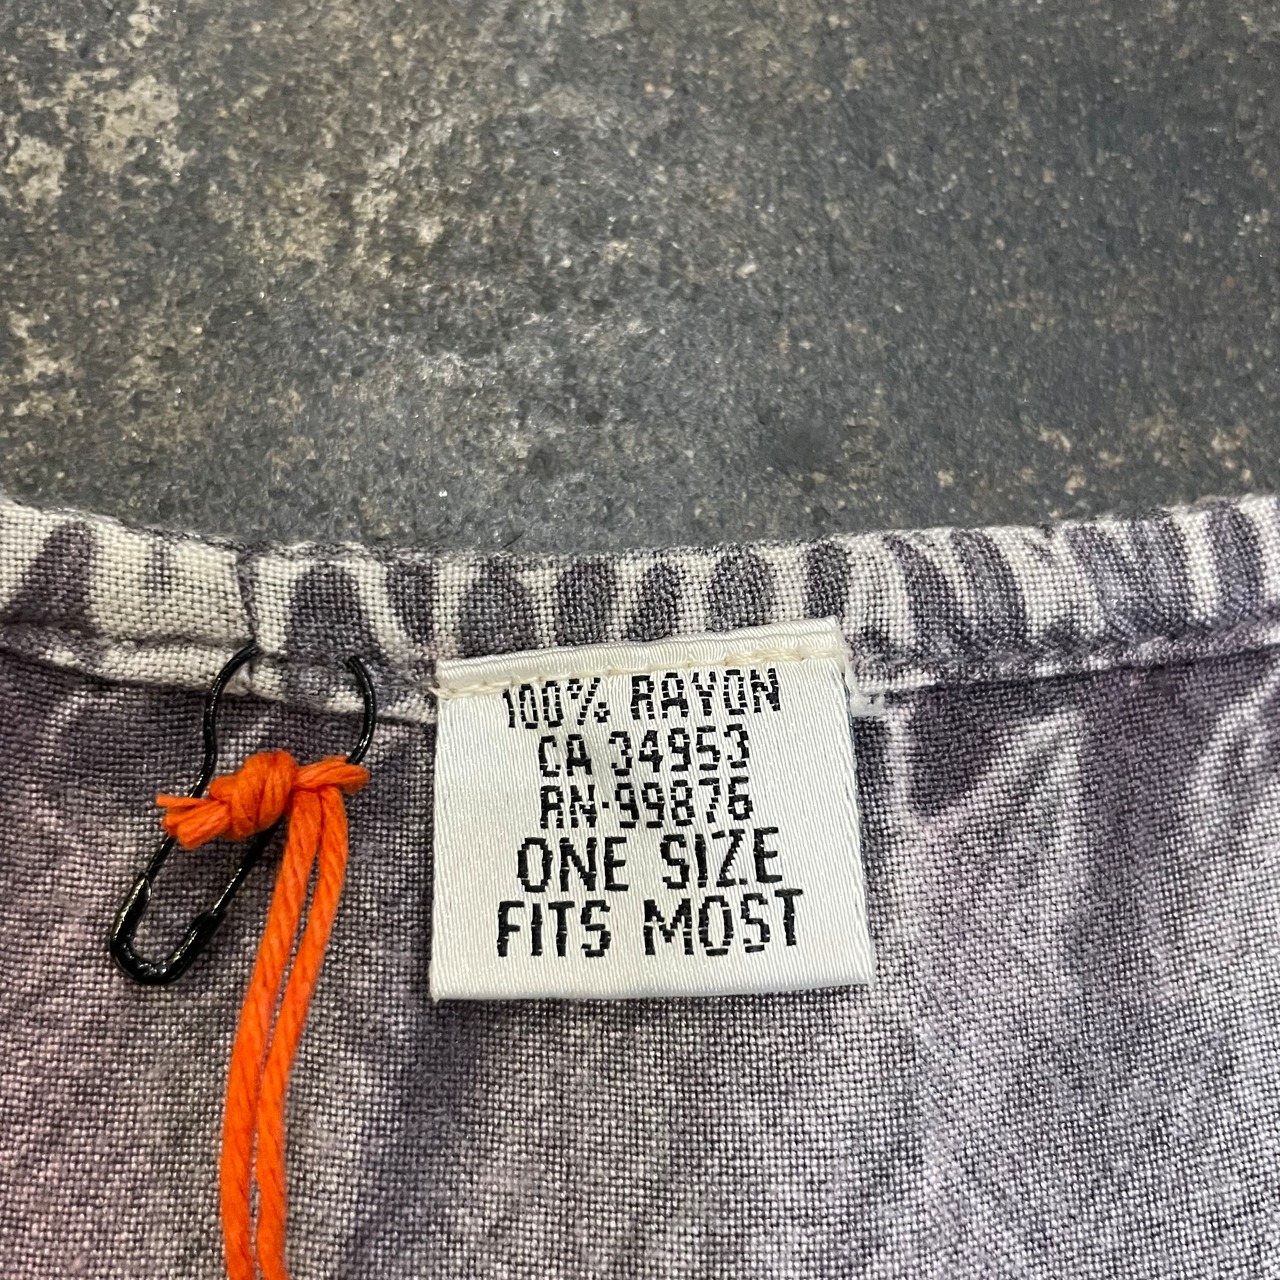 100% RAYON
CA 34953
RN-99876
ONE SIZE
FITS MOST